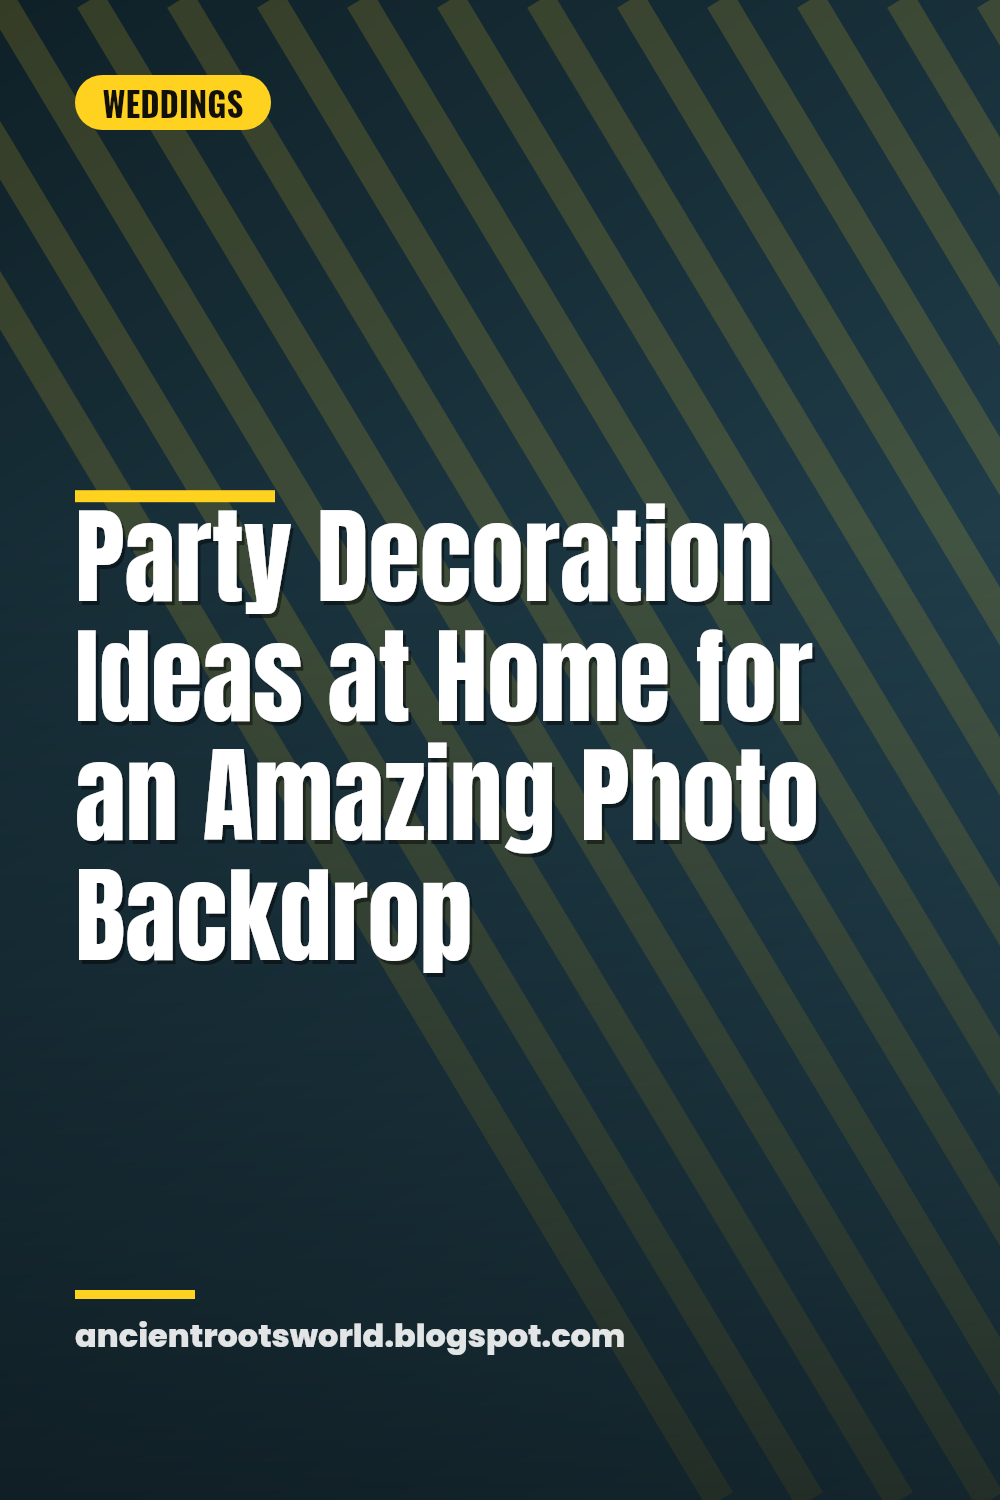 WEDDINGS
Party Decoration
Ideas at Home for
an Amazing Photo
Backdrop
ancientrootsworld.blogspot.com